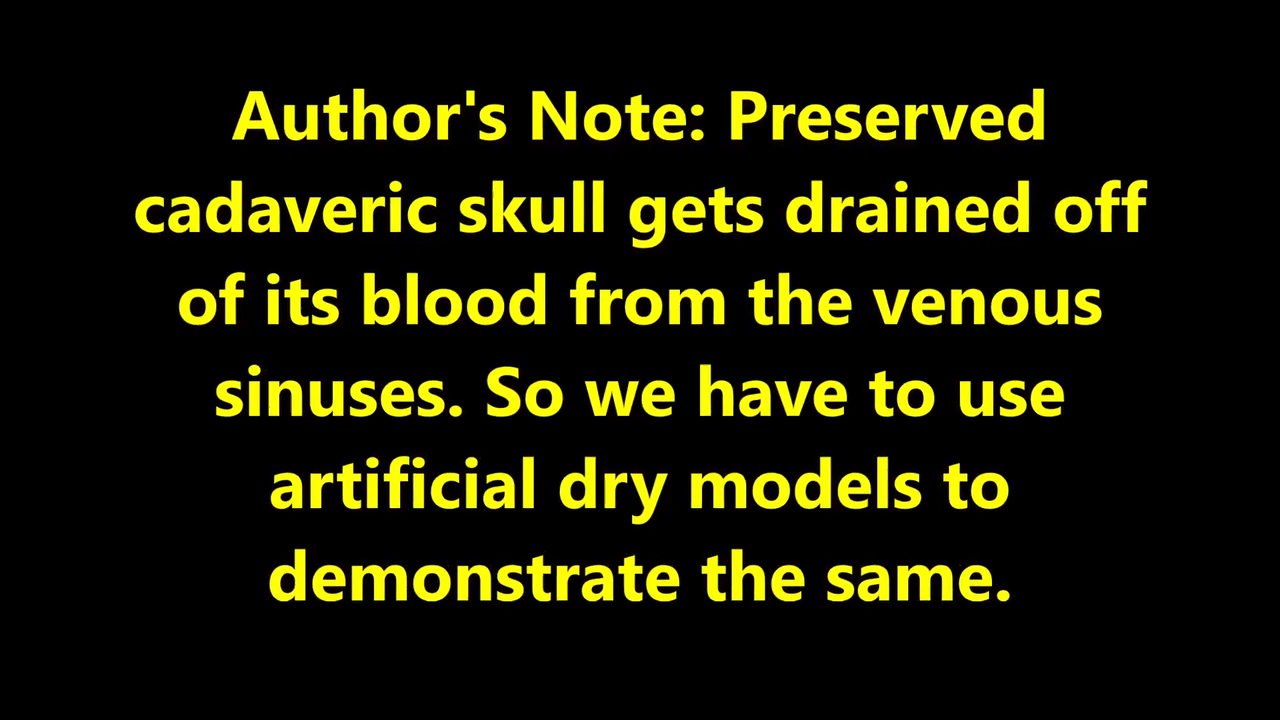 Author's Note: Preserved
cadaveric skull gets drained off
of its blood from the venous
sinuses. So we have to use
artificial dry models to
demonstrate the same.